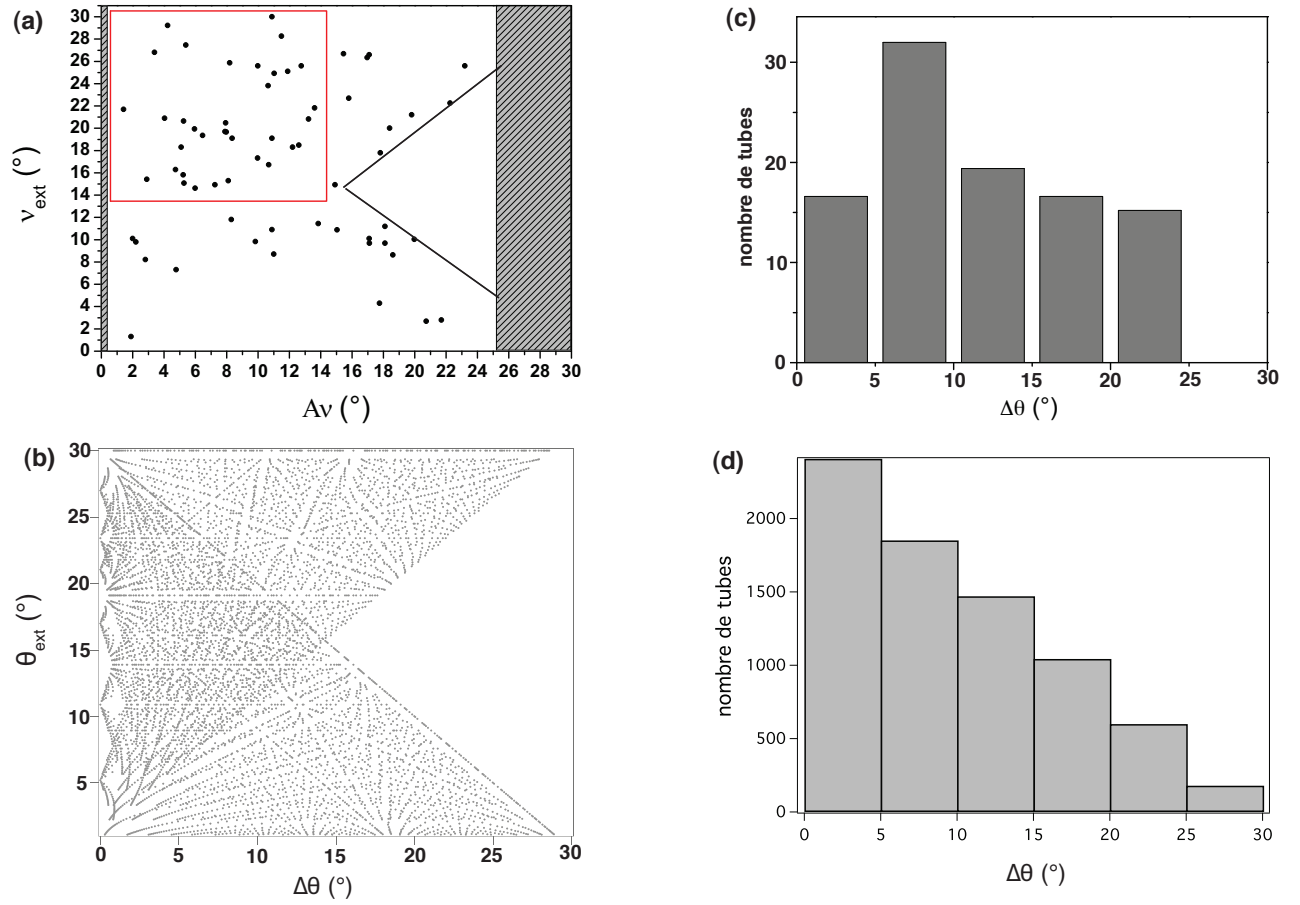 (a)
30
28
26
24
22
20
18
16
14
12
10
8
6
4
2
0
ν_ext (°)
0 2 4 6 8 10 12 14 16 18 20 22 24 26 28 30
Aν (°)
(c)
30
20
10
0
nombre de tubes
0 5 10 15 20 25 30
Δθ (°)
(b)
30
25
20
15
10
5
θ_ext (°)
0 5 10 15 20 25 30
Δθ (°)
(d)
2000
1500
1000
500
0
nombre de tubes
0 5 10 15 20 25 30
Δθ (°)